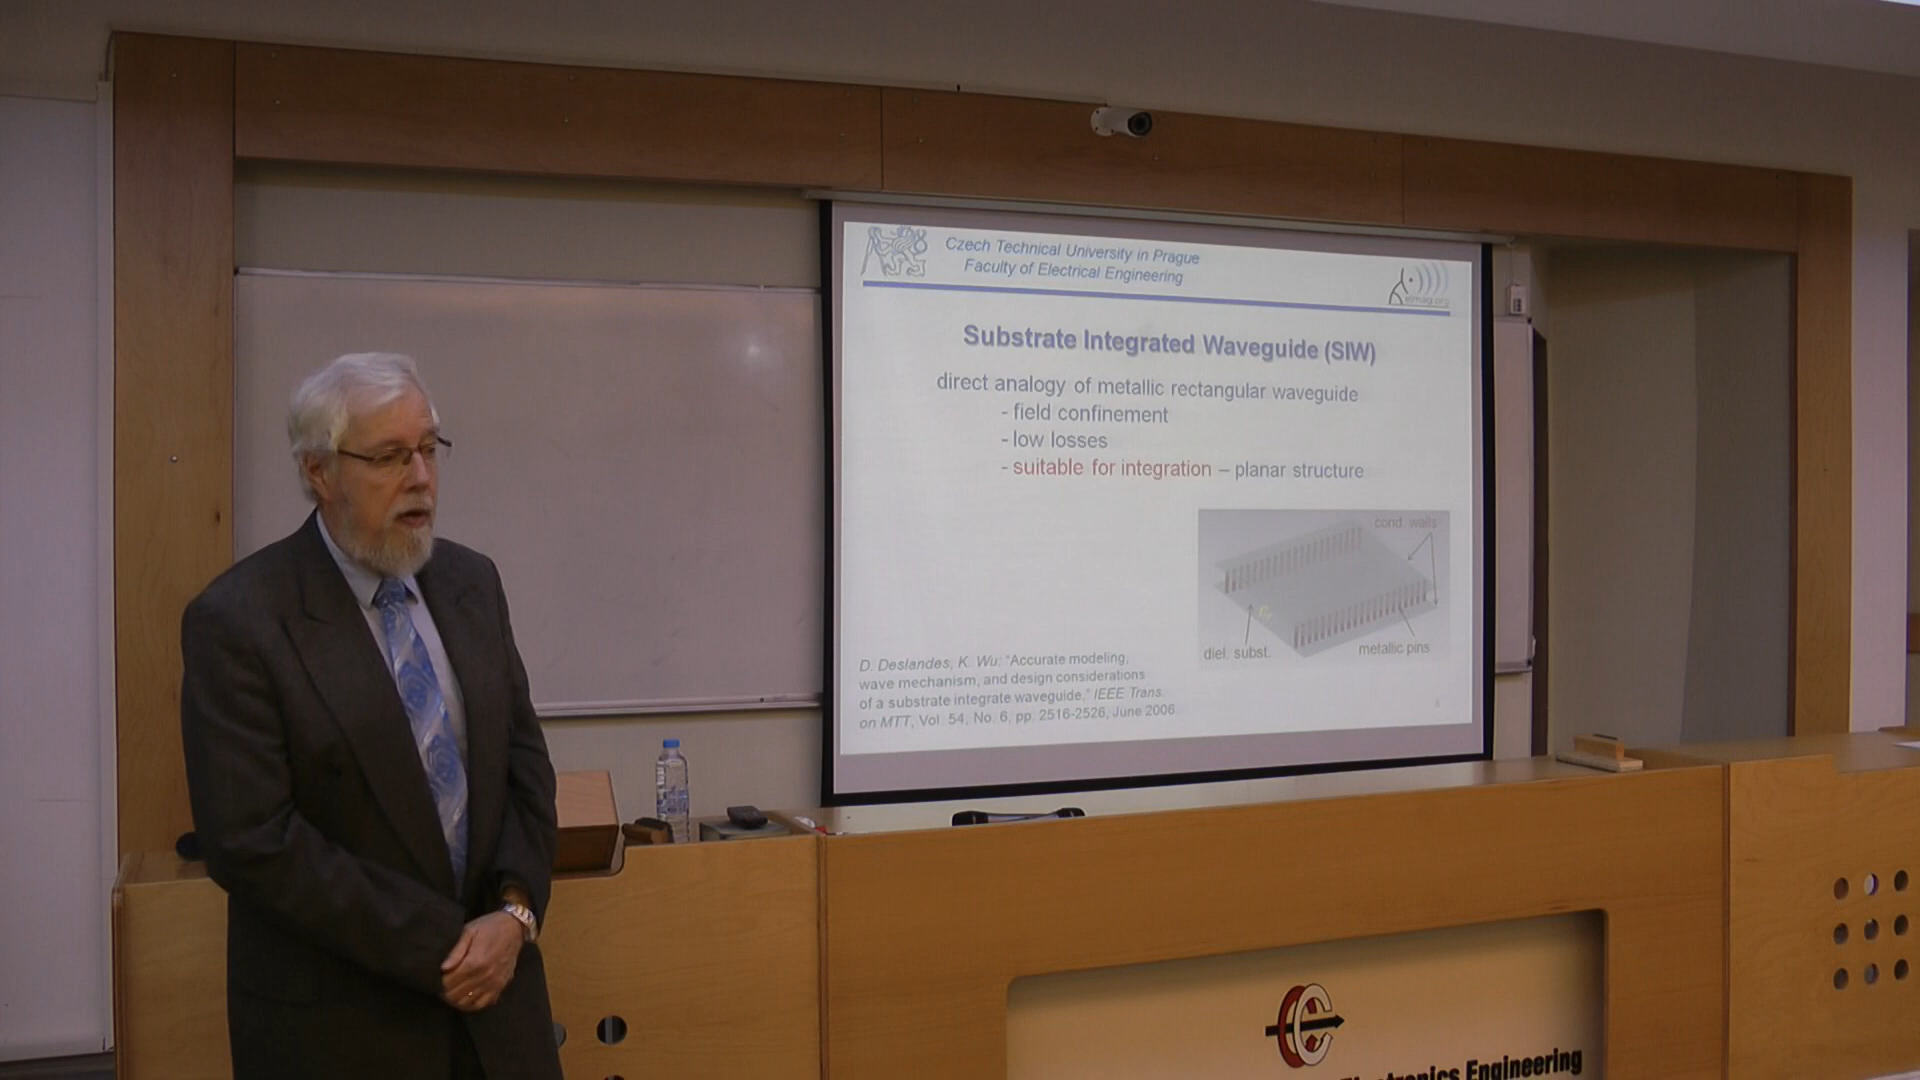 Czech Technical University in Prague
Faculty of Electrical Engineering
elmag.org
Substrate Integrated Waveguide (SIW)
direct analogy of metallic rectangular waveguide
- field confinement
- low losses
- suitable for integration – planar structure
cond. walls
diel. subst.
metallic pins
D. Deslandes, K. Wu: "Accurate modeling,
wave mechanism, and design considerations
of a substrate integrate waveguide," IEEE Trans.
on MTT, Vol. 54, No. 6, pp. 2516-2526, June 2006.
Engineering